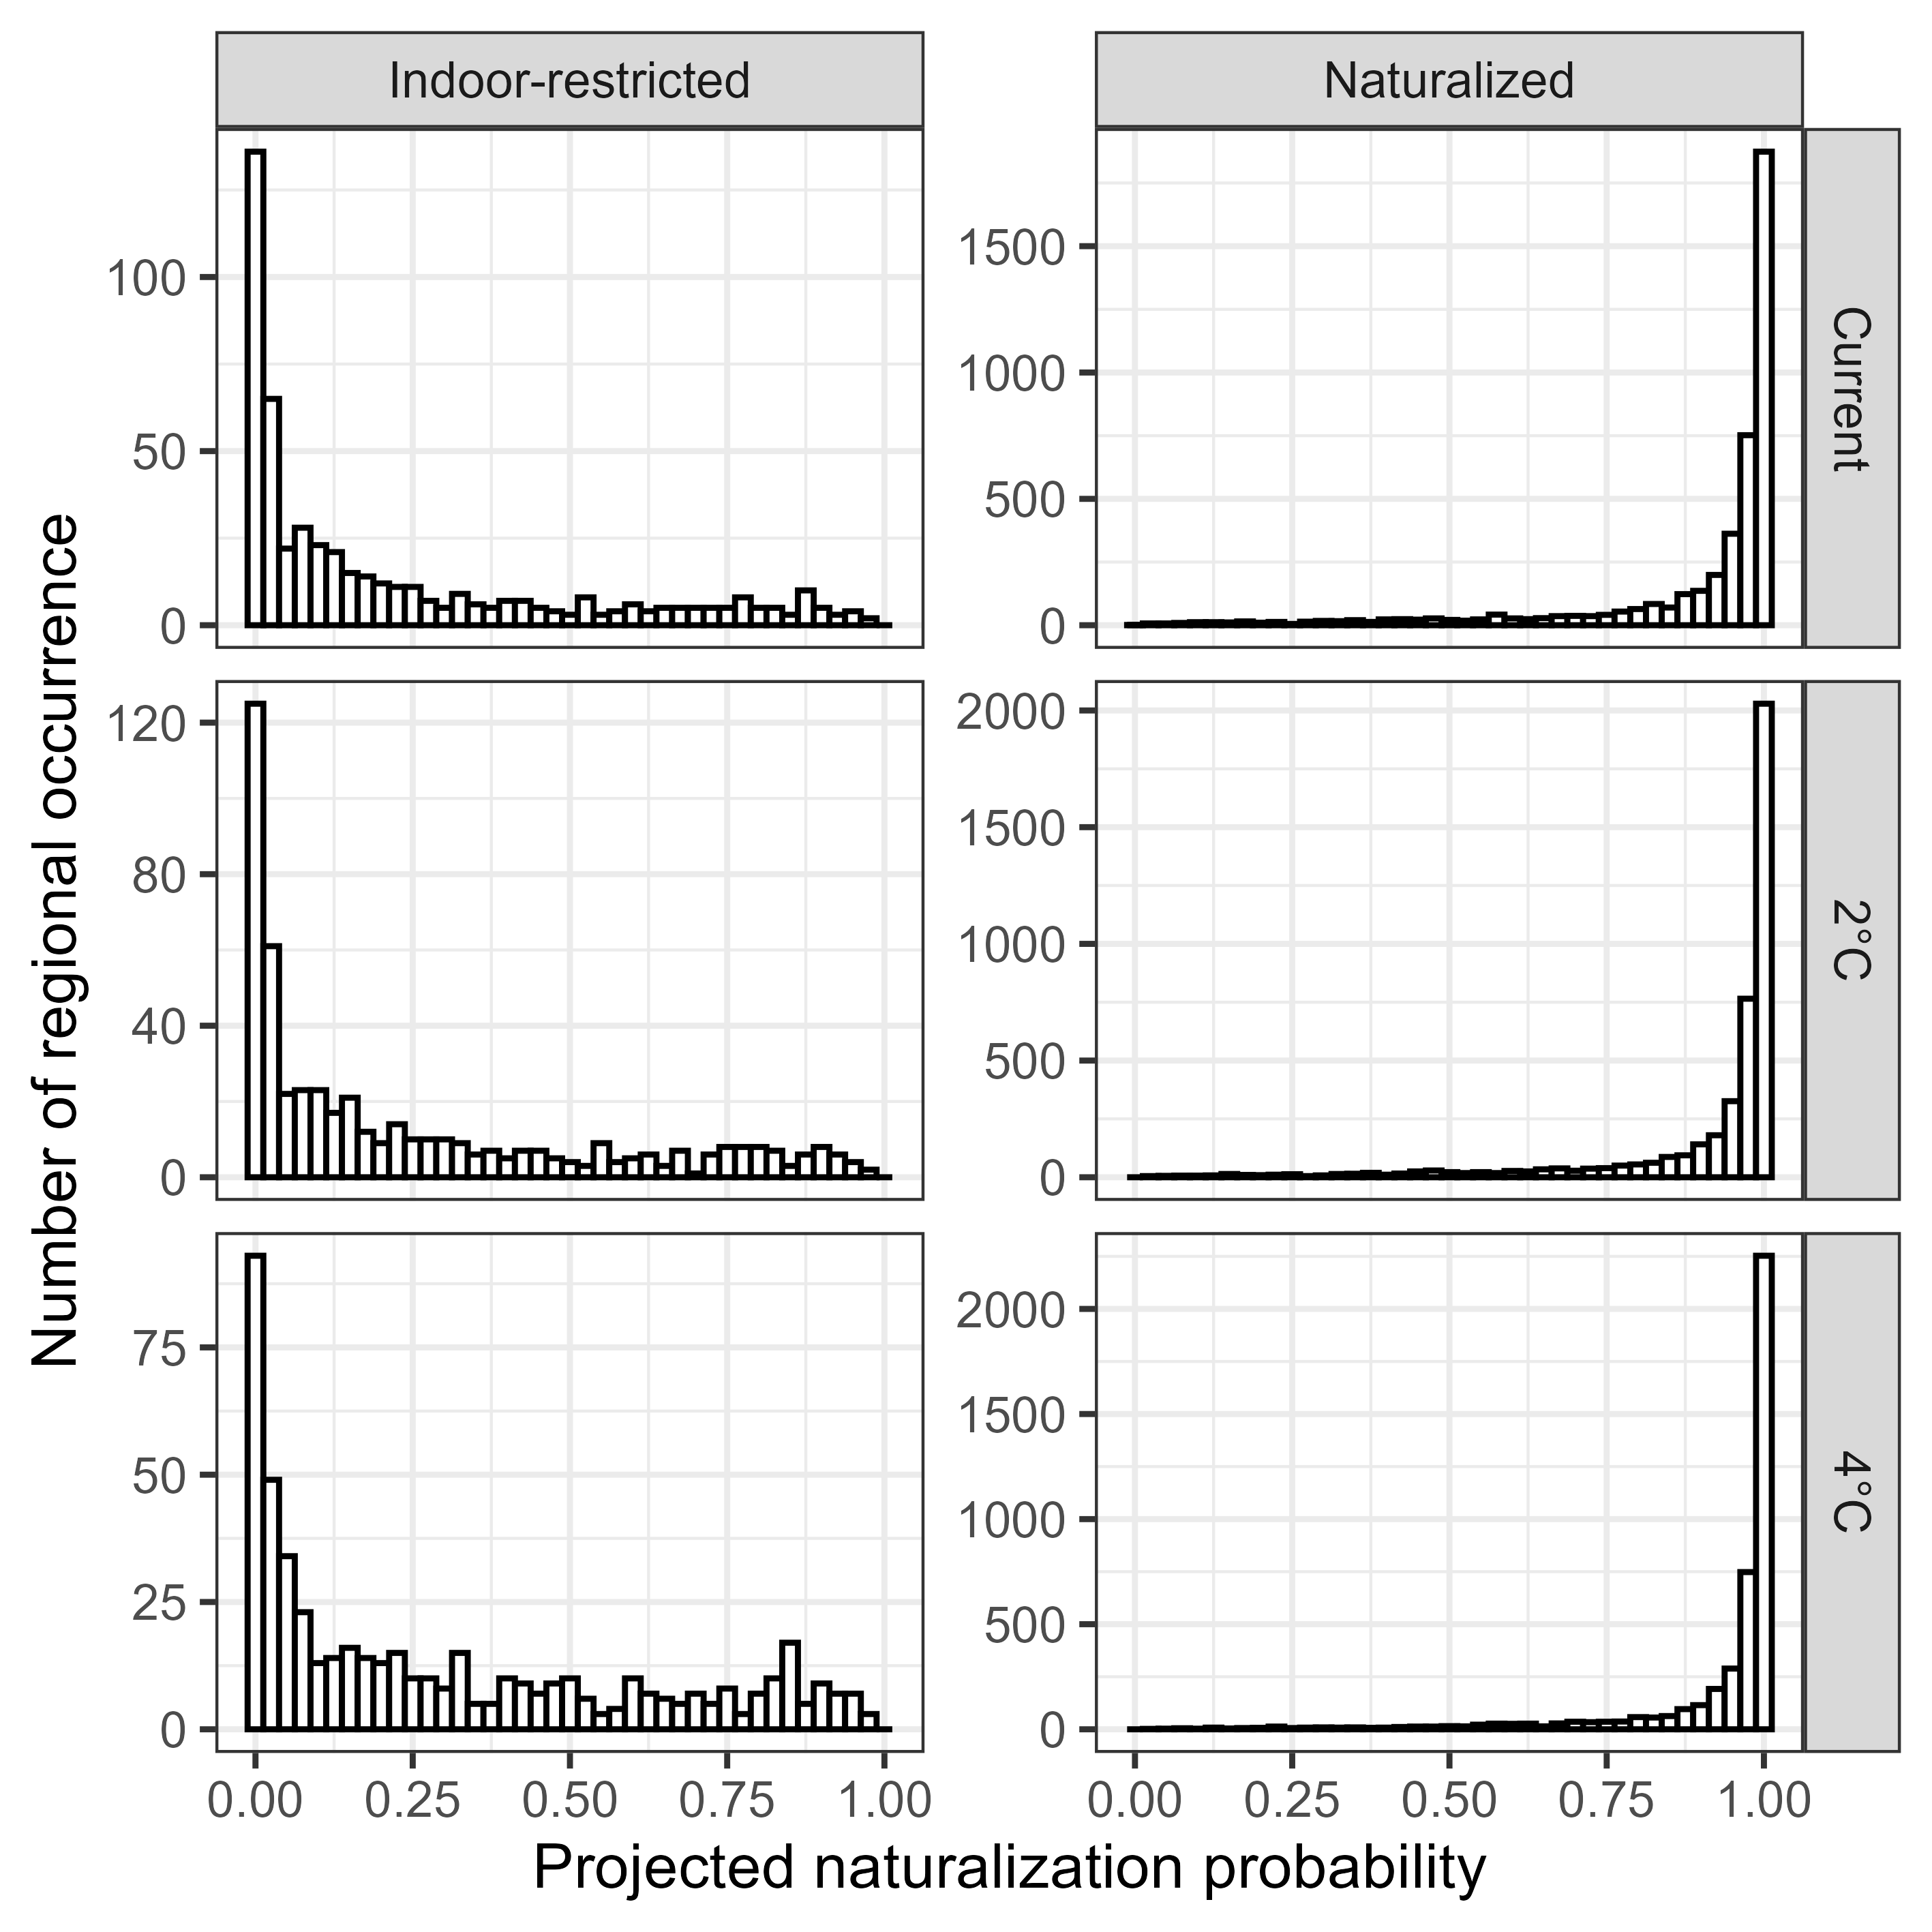 Indoor-restricted
Naturalized
Number of regional occurrence
100
50
0
1500
1000
500
0
Current
120
80
40
0
2000
1500
1000
500
0
2°C
75
50
25
0
2000
1500
1000
500
0
4°C
0.00 0.25 0.50 0.75 1.00
0.00 0.25 0.50 0.75 1.00
Projected naturalization probability